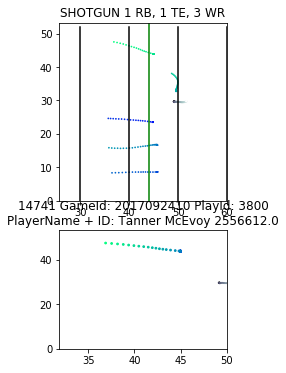 SHOTGUN 1 RB, 1 TE, 3 WR
50
40
30
20
10
0
30 40 50 60
14741 GameId: 2017092410 PlayId: 3800
PlayerName + ID: Tanner McEvoy 2556612.0
40
20
0
35 40 45 50